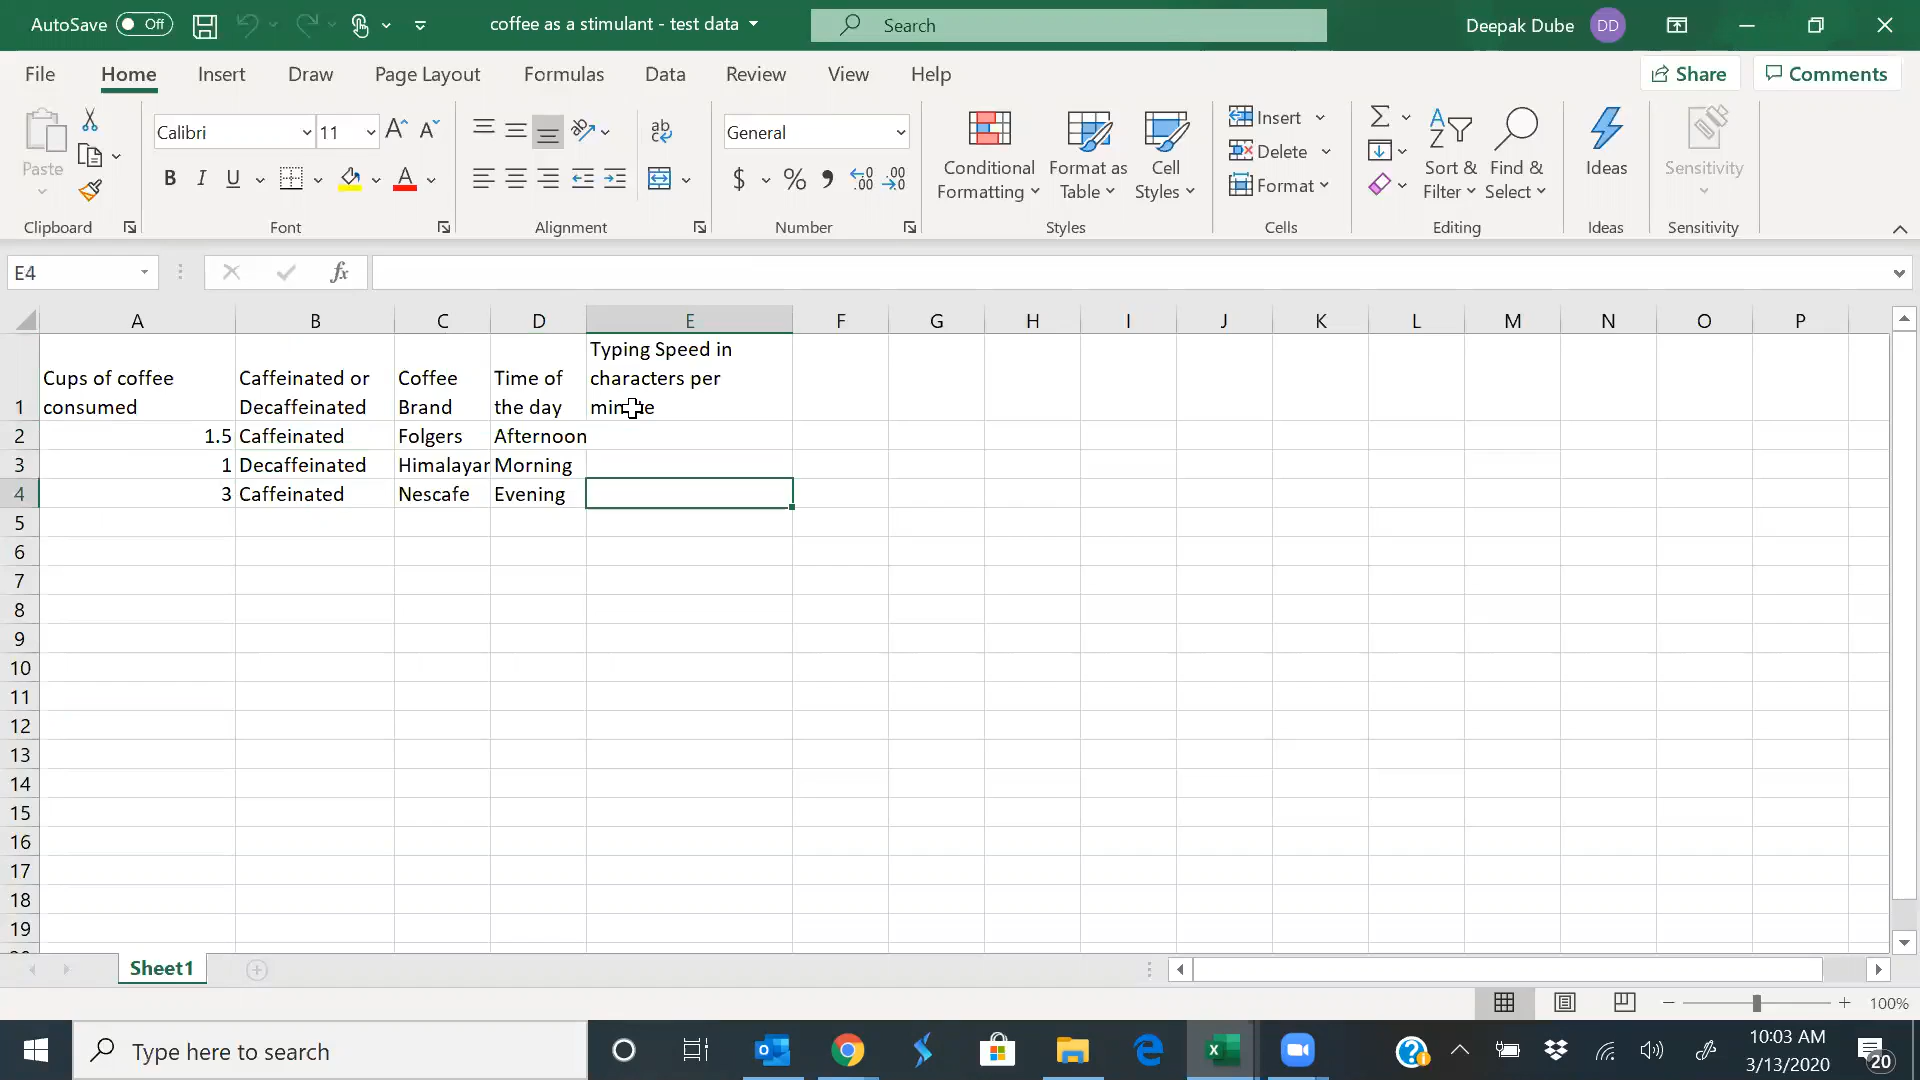 AutoSave Off coffee as a stimulant - test data Search Deepak Dube DD
File Home Insert Draw Page Layout Formulas Data Review View Help Share Comments
Paste
Clipboard
Calibri 11
B I U A
Font
ab
Alignment
General
$ % , .00
Number
Conditional Formatting
Format as Table
Cell Styles
Styles
Insert
Delete
Format
Cells
Sort & Filter
Find & Select
Editing
Ideas
Ideas
Sensitivity
Sensitivity
E4 fx
A B C D E F G H I J K L M N O P
1
Cups of coffee consumed
Caffeinated or Decaffeinated
Coffee Brand
Time of the day
Typing Speed in characters per
2 1.5 Caffeinated Folgers Afternoon
3 1 Decaffeinated Himalayan Morning
4 3 Caffeinated Nescafe Evening
5
6
7
8
9
10
11
12
13
14
15
16
17
18
19
Sheet1
100%
Type here to search
10:03 AM
3/13/2020
20